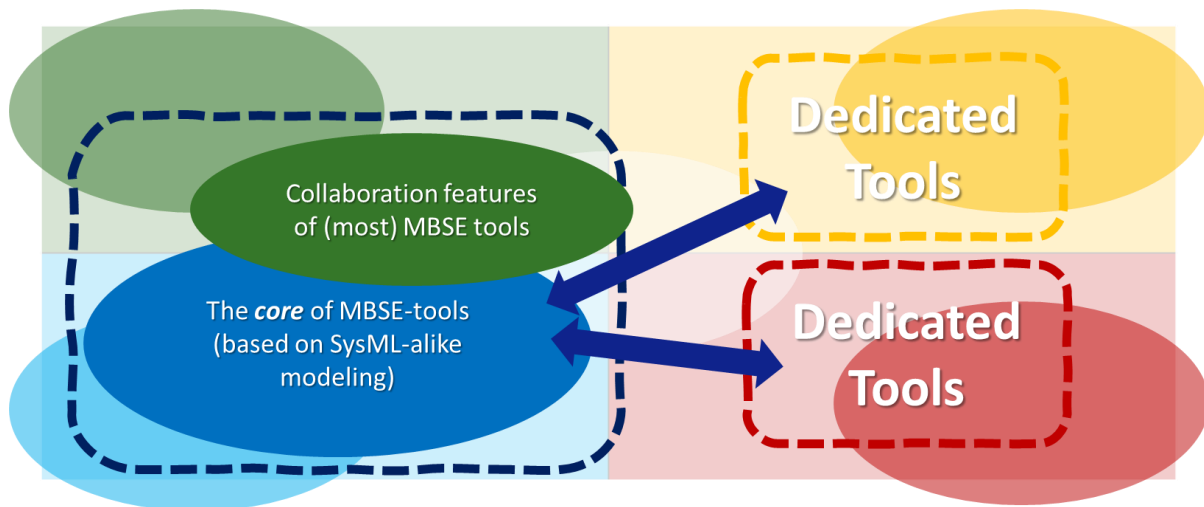 Collaboration features
of (most) MBSE tools
The core of MBSE-tools
(based on SysML-alike
modeling)
Dedicated
Tools
Dedicated
Tools